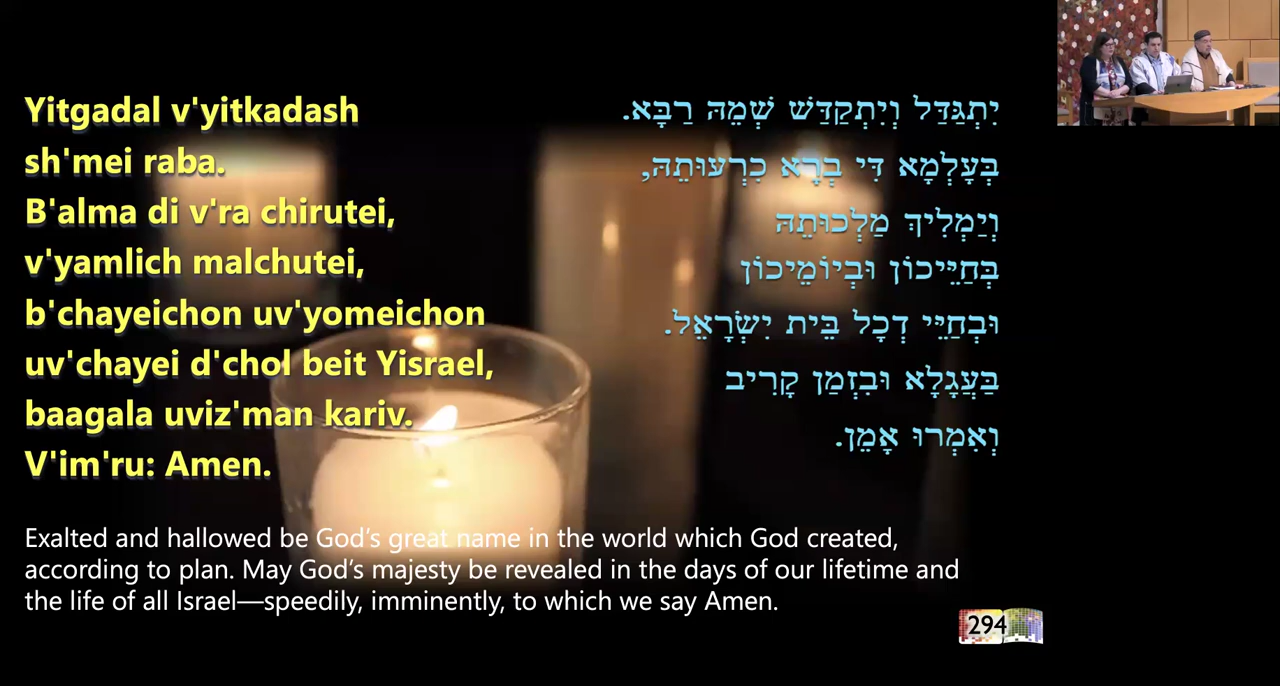 Yitgadal v'yitkadash
sh'mei raba.
B'alma di v'ra chirutei,
v'yamlich malchutei,
b'chayeichon uv'yomeichon
uv'chayei d'chol beit Yisrael,
baagala uviz'man kariv.
V'im'ru: Amen.
יִתְגַּדַּל וְיִתְקַדַּשׁ שְׁמֵהּ רַבָּא.
בְּעָלְמָא דִּי בְרָא כִרְעוּתֵהּ,
וְיַמְלִיךְ מַלְכוּתֵהּ
בְּחַיֵּיכוֹן וּבְיוֹמֵיכוֹן
וּבְחַיֵּי דְכָל בֵּית יִשְׂרָאֵל.
בַּעֲגָלָא וּבִזְמַן קָרִיב
וְאִמְרוּ אָמֵן.
Exalted and hallowed be God’s great name in the world which God created,
according to plan. May God’s majesty be revealed in the days of our lifetime and
the life of all Israel—speedily, imminently, to which we say Amen.
294